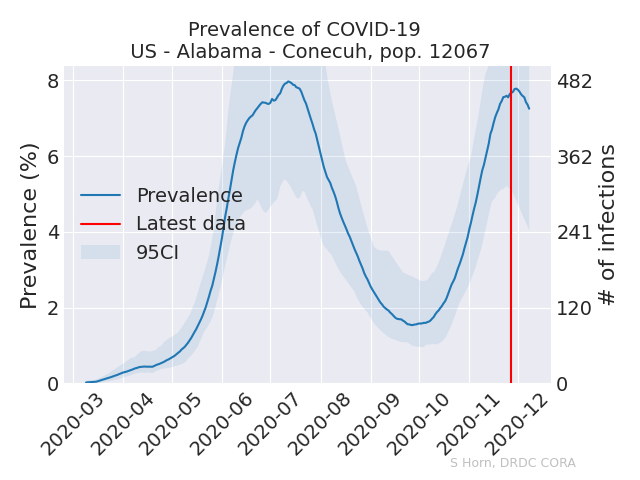 Prevalence of COVID-19
US - Alabama - Conecuh, pop. 12067
8
6
4
2
0
Prevalence (%)
482
362
241
120
0
# of infections
Prevalence
Latest data
95CI
2020-03
2020-04
2020-05
2020-06
2020-07
2020-08
2020-09
2020-10
2020-11
2020-12
S Horn, DRDC CORA